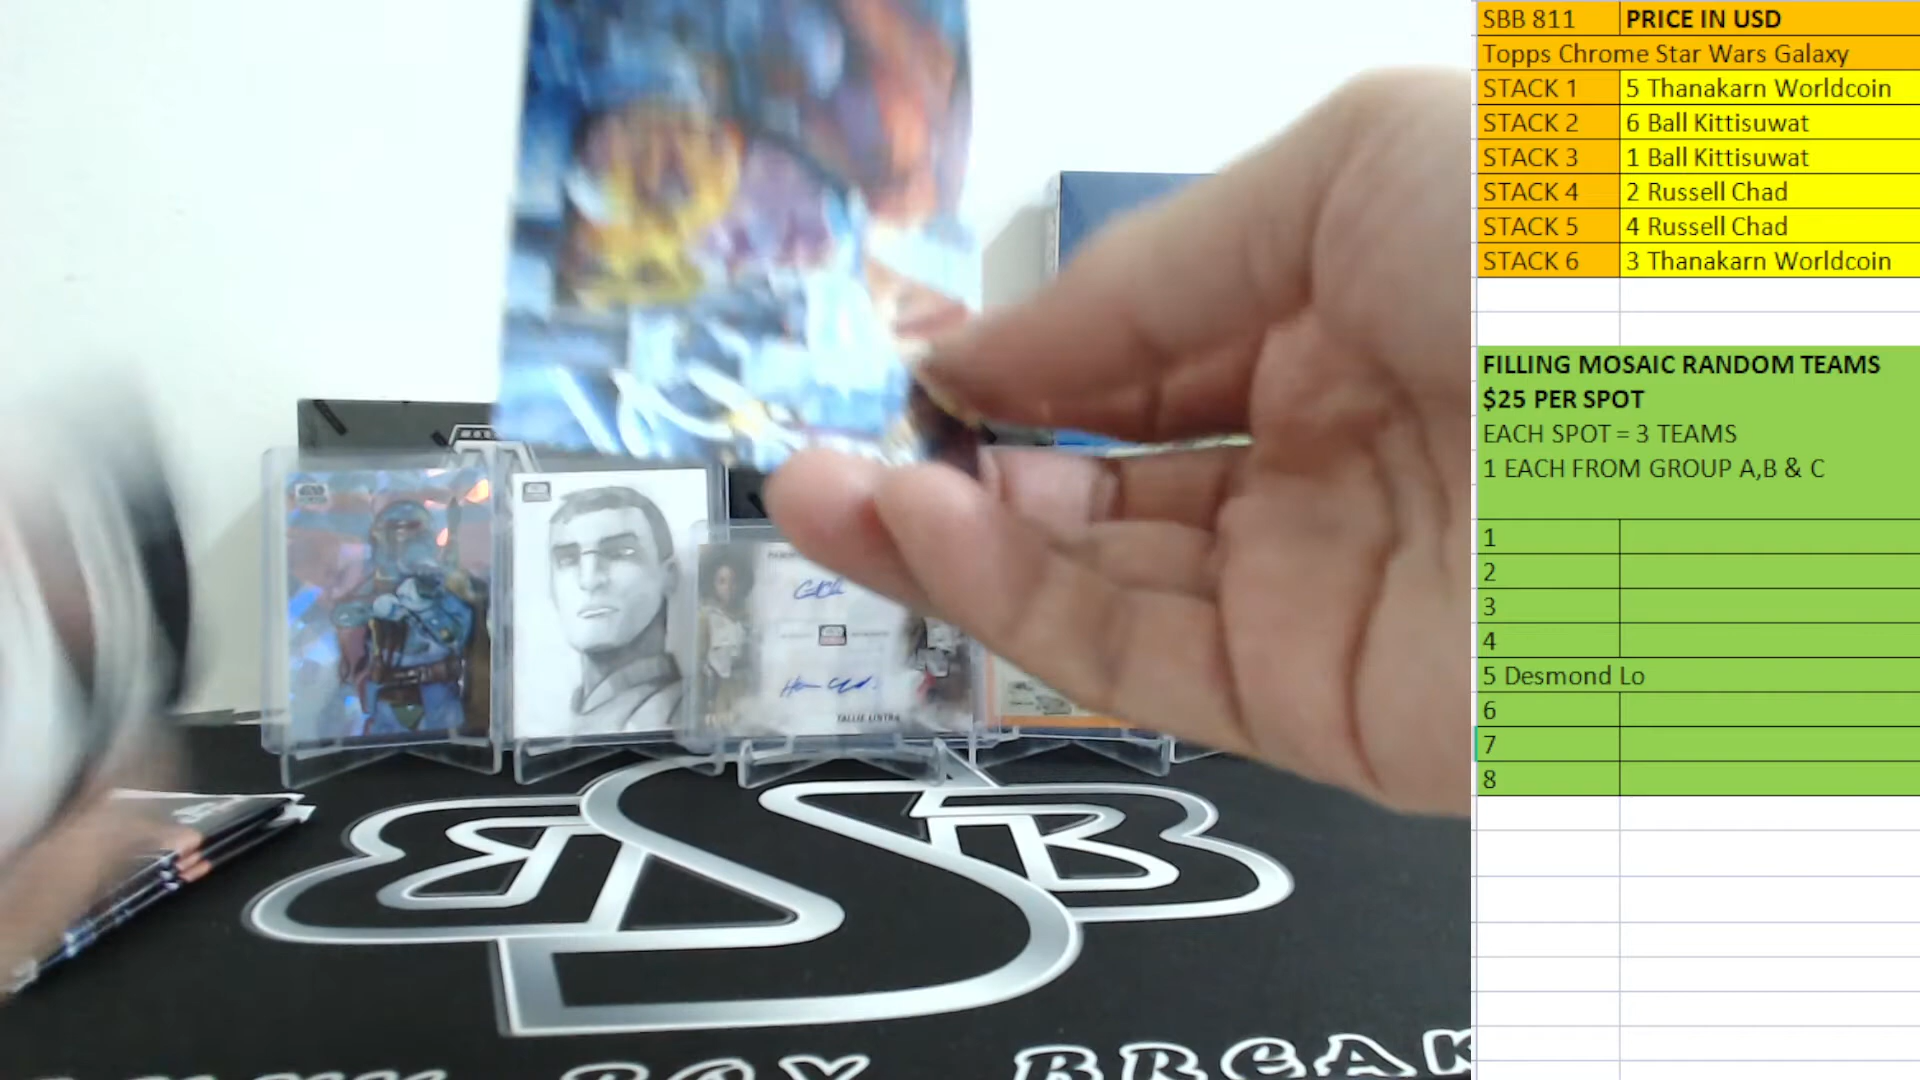 SBB 811 PRICE IN USD
Topps Chrome Star Wars Galaxy
STACK 1 5 Thanakarn Worldcoin
STACK 2 6 Ball Kittisuwat
STACK 3 1 Ball Kittisuwat
STACK 4 2 Russell Chad
STACK 5 4 Russell Chad
STACK 6 3 Thanakarn Worldcoin
FILLING MOSAIC RANDOM TEAMS
$25 PER SPOT
EACH SPOT = 3 TEAMS
1 EACH FROM GROUP A,B & C
1
2
3
4
5 Desmond Lo
6
7
8
TALLIE LINTRA
BOX BREAK